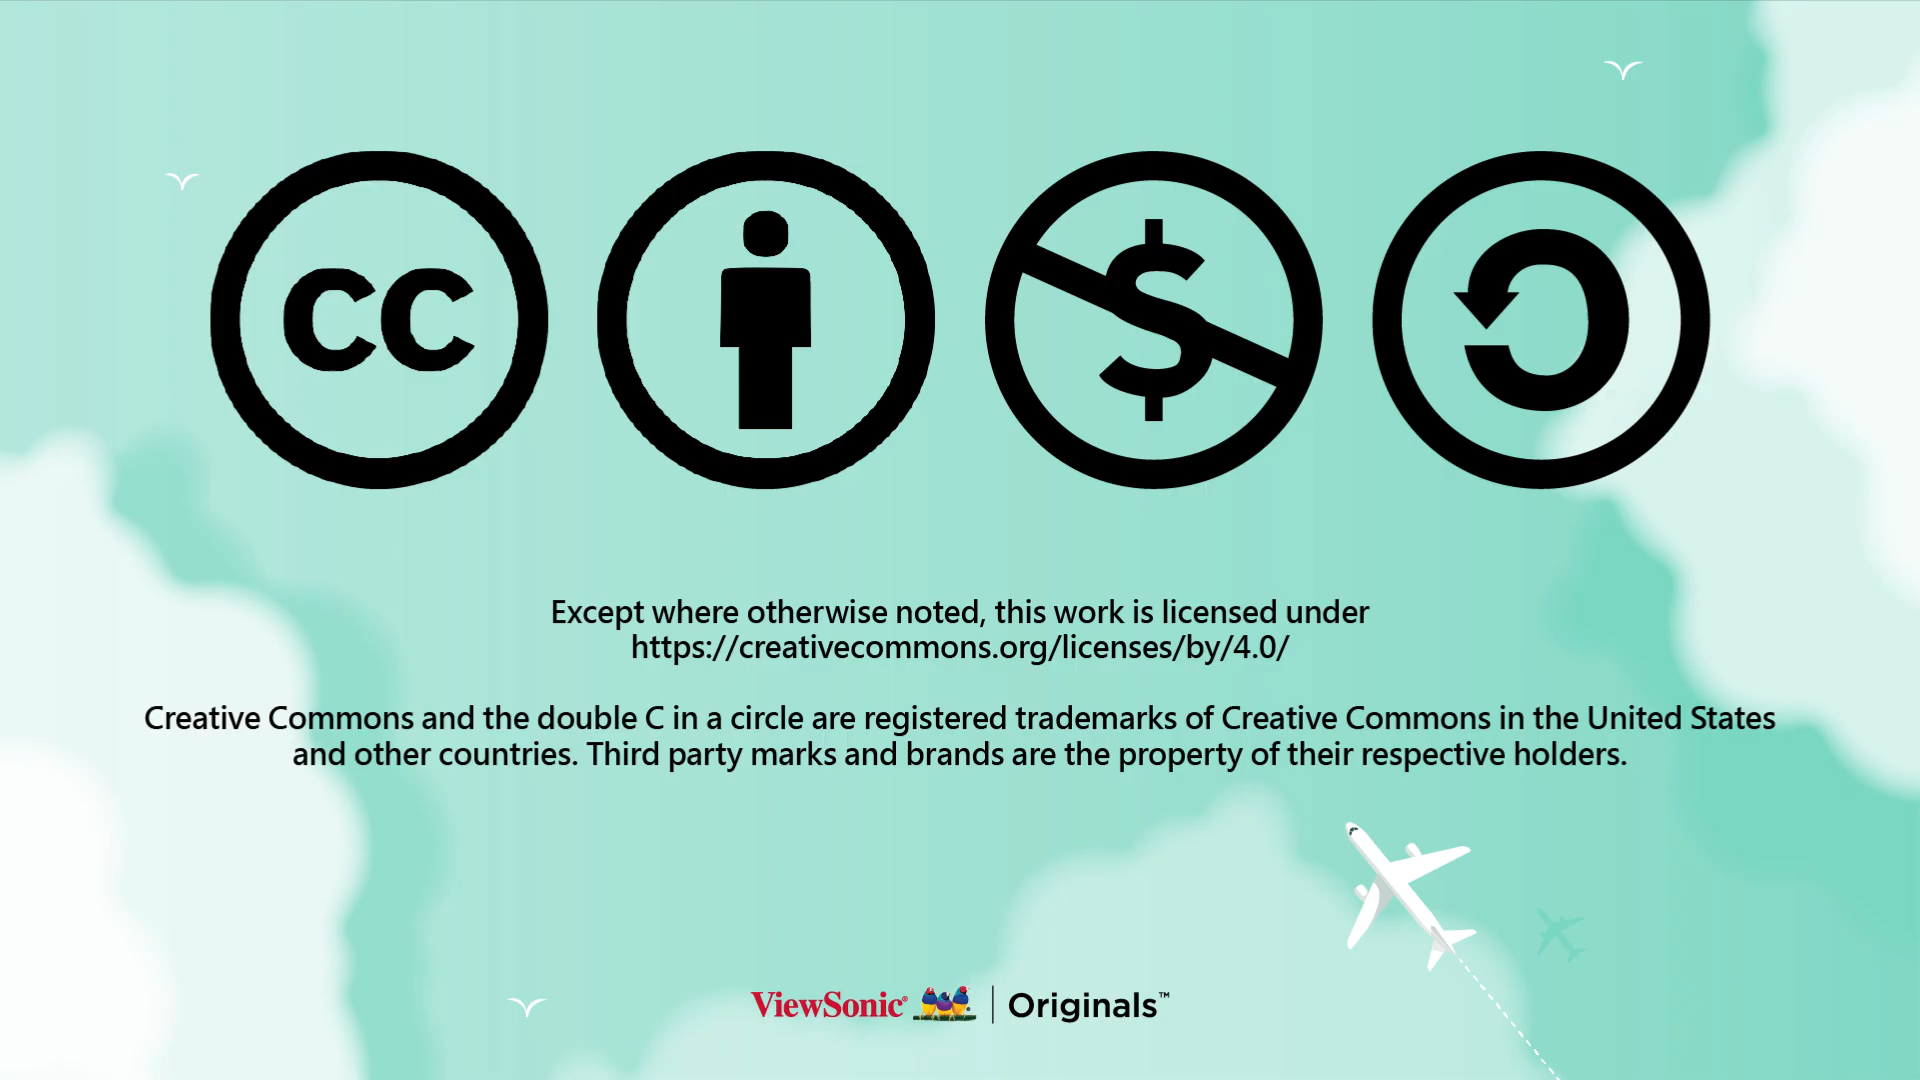 cc
$
Except where otherwise noted, this work is licensed under
https://creativecommons.org/licenses/by/4.0/
Creative Commons and the double C in a circle are registered trademarks of Creative Commons in the United States
and other countries. Third party marks and brands are the property of their respective holders.
ViewSonic® | Originals™